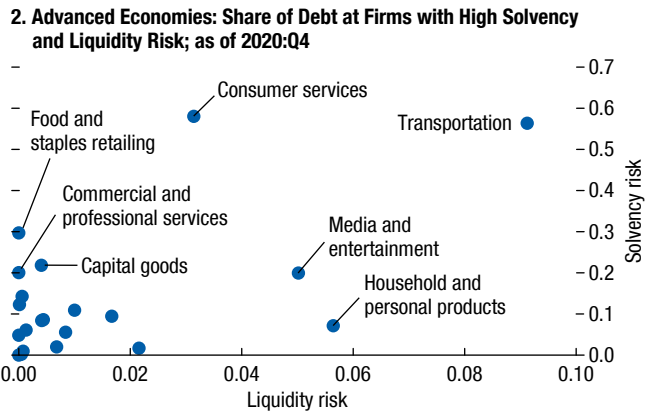 2. Advanced Economies: Share of Debt at Firms with High Solvency
and Liquidity Risk; as of 2020:Q4
0.7
Consumer services
0.6
Food and
staples retailing
Transportation
0.5
0.4
Commercial and
professional services
0.3
Media and
entertainment
Capital goods
0.2
Household and
personal products
0.1
0.0
Solvency risk
0.00
0.02
0.04
0.06
0.08
0.10
Liquidity risk